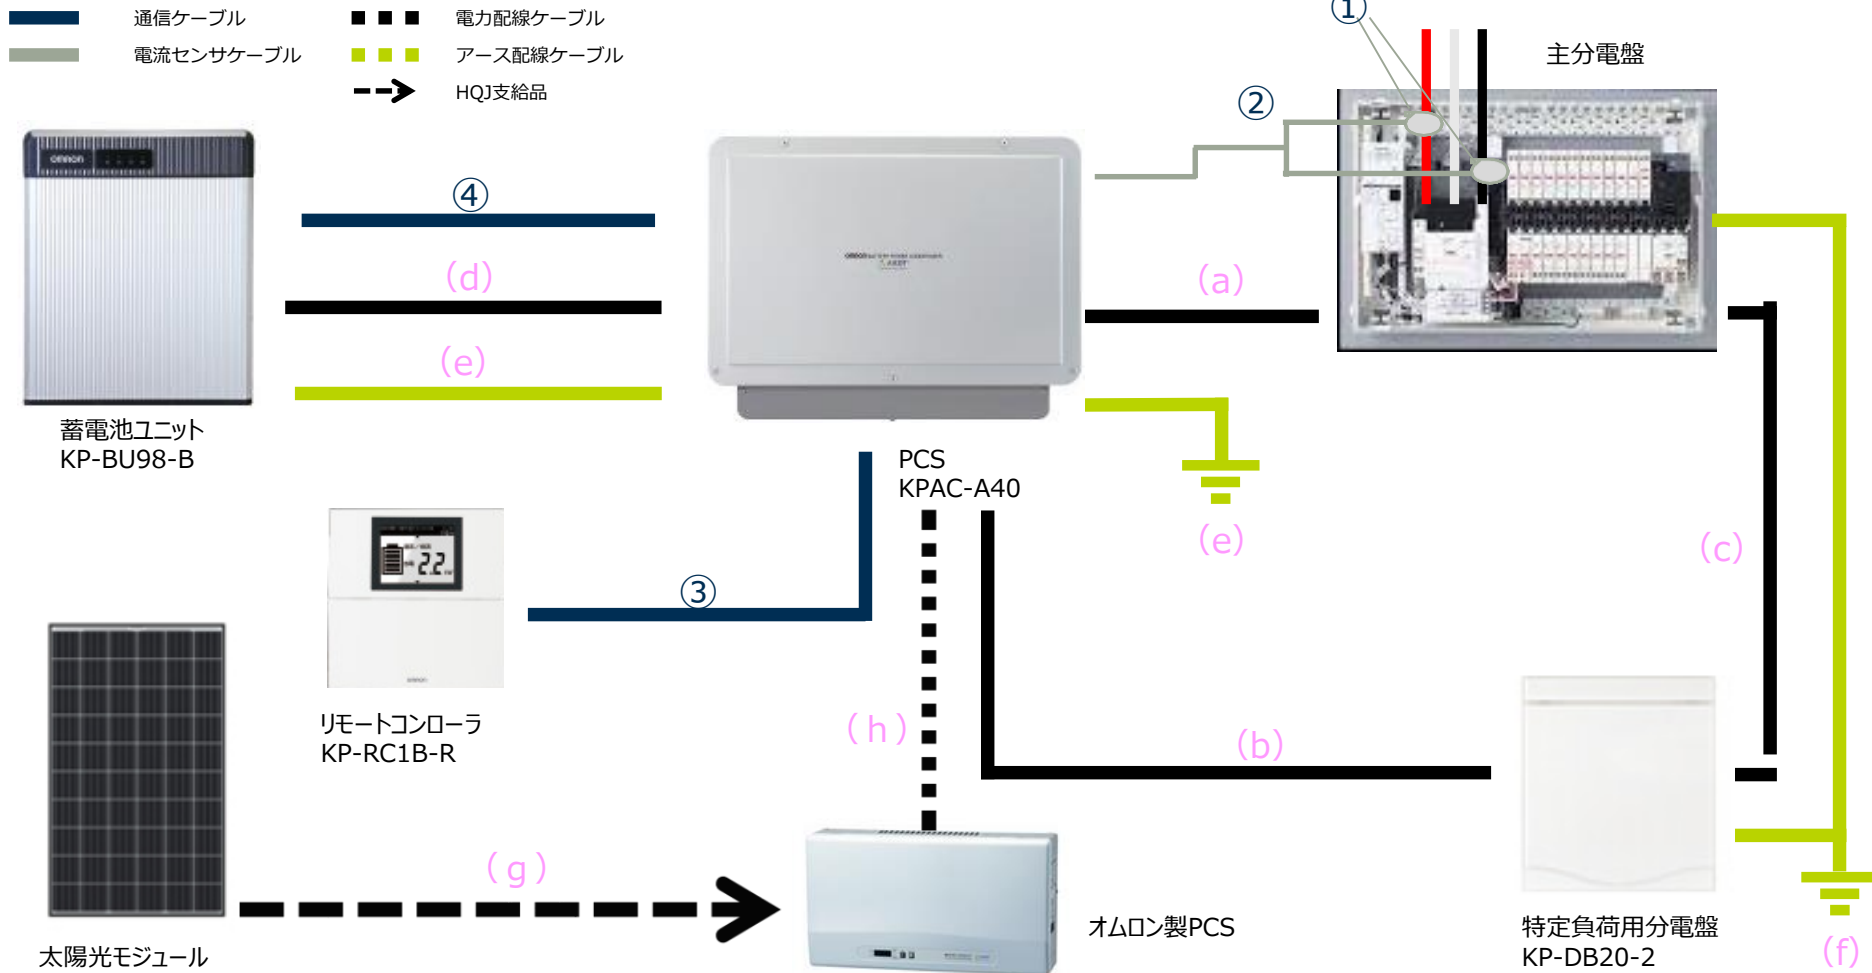 通信ケーブル
電力配線ケーブル
電流センサケーブル
アース配線ケーブル
HQJ支給品
①
主分電盤
②
OMRON
④
(d)
(a)
(e)
蓄電池ユニット
KP-BU98-B
PCS
KPAC-A40
(e)
(c)
2.2
③
omron
リモートコンローラ
KP-RC1B-R
(h)
(b)
(g)
オムロン製PCS
太陽光モジュール
特定負荷用分電盤
KP-DB20-2
(f)